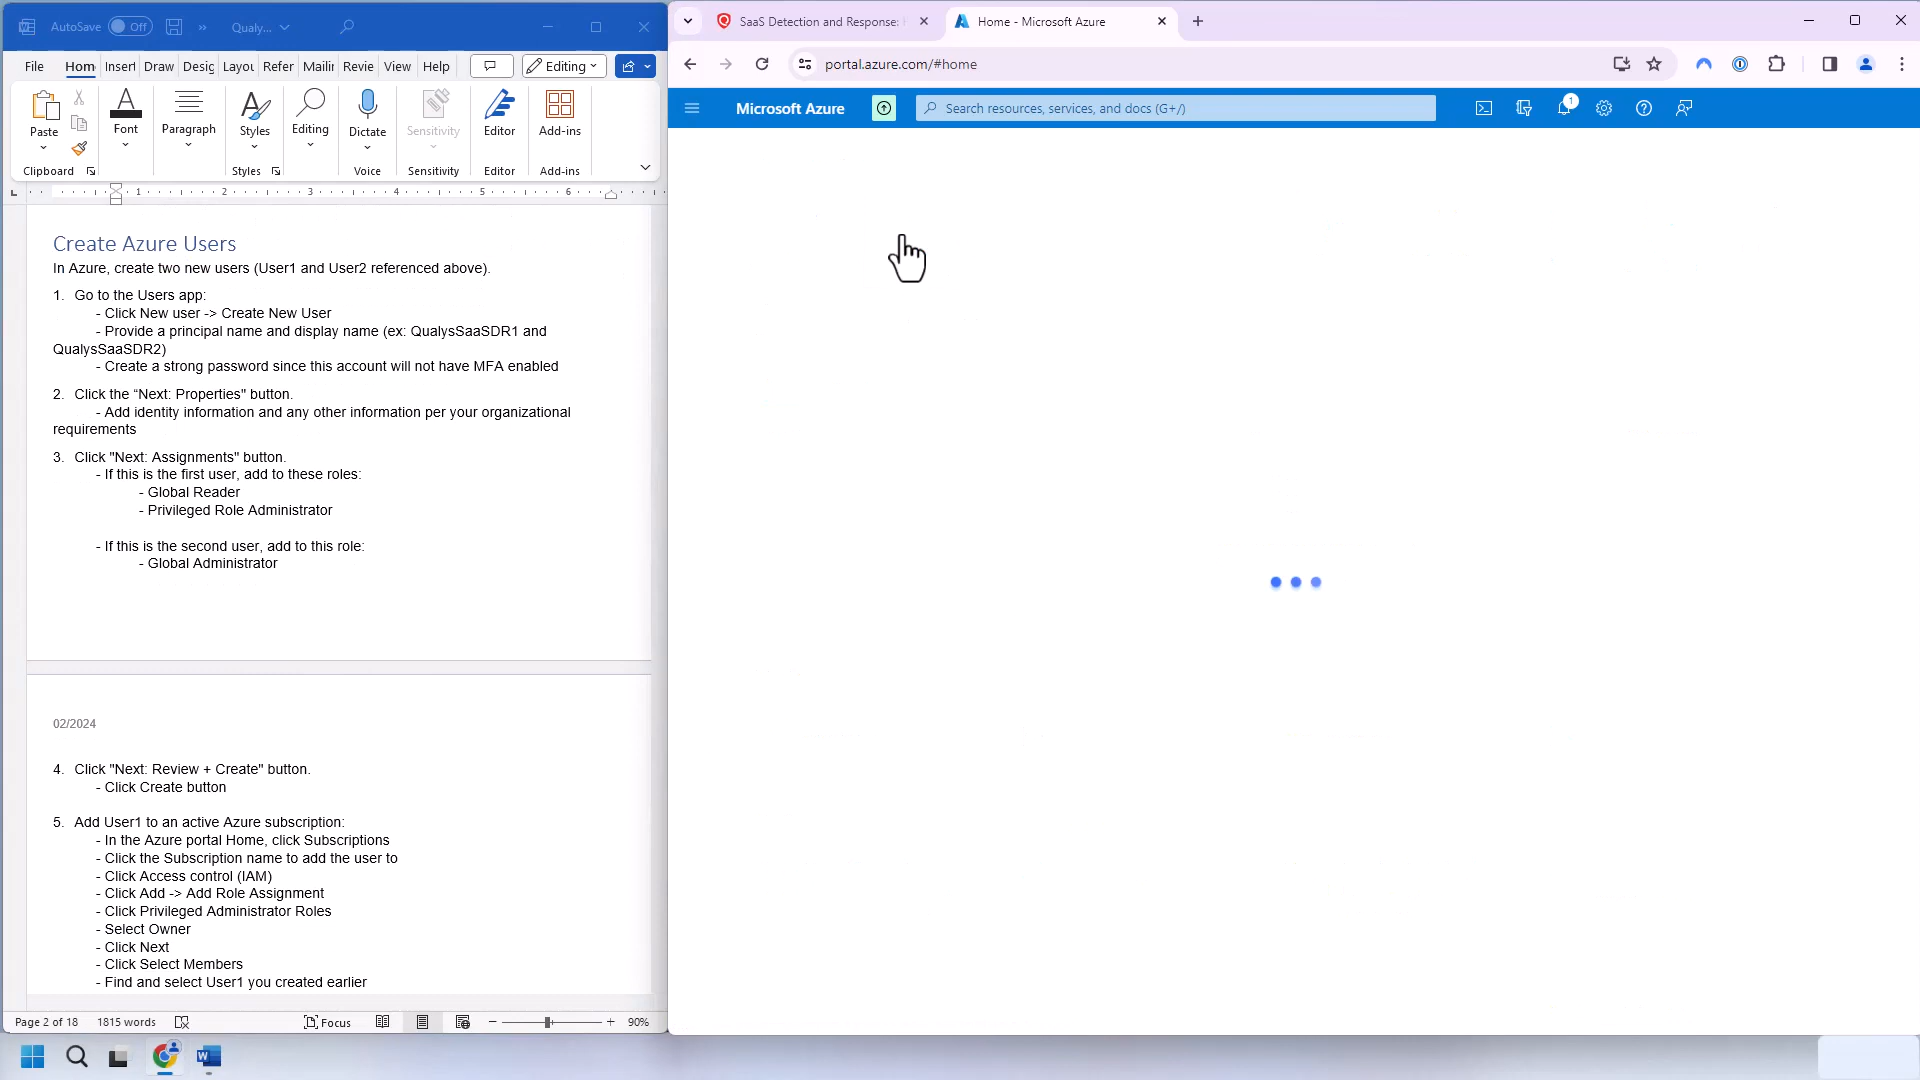 AutoSave Off » Qualy...
File Hom Insert Draw Desig Layou Refer Mailin Revie View Help Editing
Paste Font Paragraph Styles Editing Dictate Sensitivity Editor Add-ins
Clipboard Styles Voice Sensitivity Editor Add-ins
1 2 3 4 5 6
Create Azure Users
In Azure, create two new users (User1 and User2 referenced above).
1. Go to the Users app:
- Click New user -> Create New User
- Provide a principal name and display name (ex: QualysSaaSDR1 and
QualysSaaSDR2)
- Create a strong password since this account will not have MFA enabled
2. Click the “Next: Properties" button.
- Add identity information and any other information per your organizational
requirements
3. Click "Next: Assignments" button.
- If this is the first user, add to these roles:
- Global Reader
- Privileged Role Administrator
- If this is the second user, add to this role:
- Global Administrator
02/2024
4. Click "Next: Review + Create" button.
- Click Create button
5. Add User1 to an active Azure subscription:
- In the Azure portal Home, click Subscriptions
- Click the Subscription name to add the user to
- Click Access control (IAM)
- Click Add -> Add Role Assignment
- Click Privileged Administrator Roles
- Select Owner
- Click Next
- Click Select Members
- Find and select User1 you created earlier
Page 2 of 18 1815 words Focus 90%
SaaS Detection and Response: Home - Microsoft Azure
portal.azure.com/#home
Microsoft Azure Search resources, services, and docs (G+/) 1